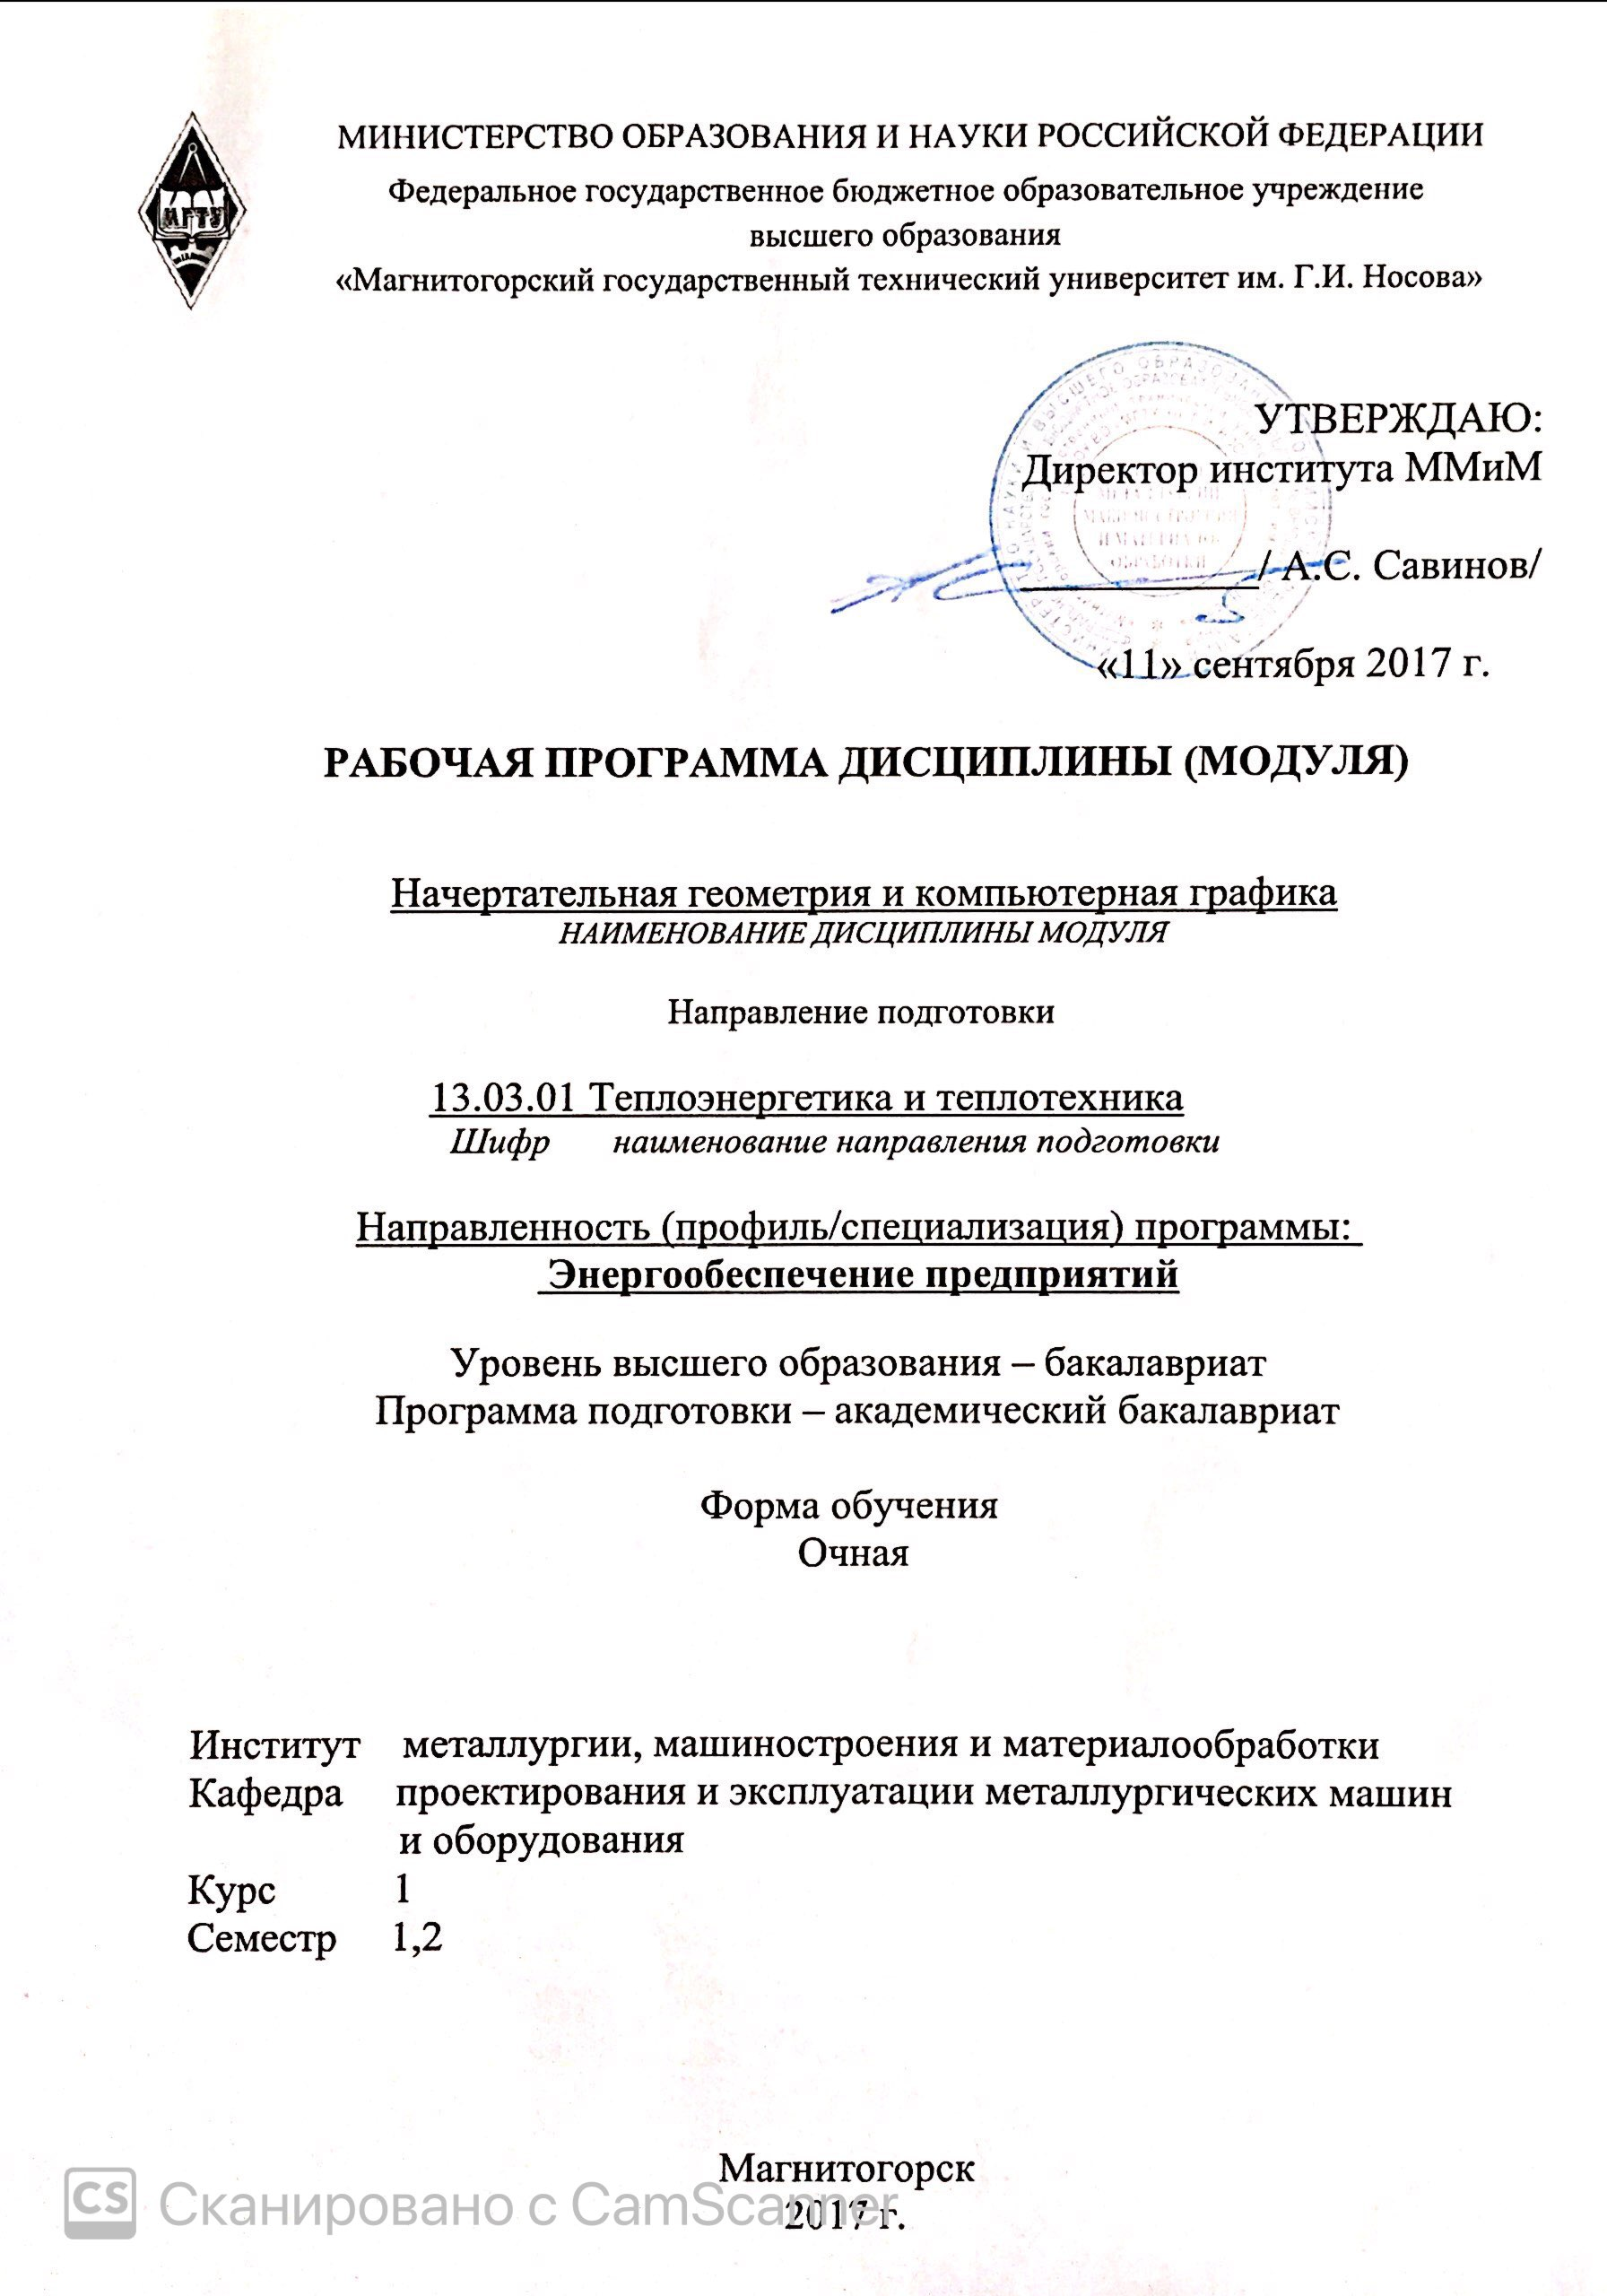 МИНИСТЕРСТВО ОБРАЗОВАНИЯ И НАУКИ РОССИЙСКОЙ ФЕДЕРАЦИИ
Федеральное государственное бюджетное образовательное учреждение
высшего образования
«Магнитогорский государственный технический университет им. Г.И. Носова»
МГТУ
УТВЕРЖДАЮ:
Директор института ММиМ
/ А.С. Савинов/
«11» сентября 2017 г.
РАБОЧАЯ ПРОГРАММА ДИСЦИПЛИНЫ (МОДУЛЯ)
Начертательная геометрия и компьютерная графика
НАИМЕНОВАНИЕ ДИСЦИПЛИНЫ МОДУЛЯ
Направление подготовки
13.03.01 Теплоэнергетика и теплотехника
Шифр наименование направления подготовки
Направленность (профиль/специализация) программы:
Энергообеспечение предприятий
Уровень высшего образования – бакалавриат
Программа подготовки – академический бакалавриат
Форма обучения
Очная
Институт металлургии, машиностроения и материалообработки
Кафедра проектирования и эксплуатации металлургических машин
и оборудования
Курс 1
Семестр 1,2
Магнитогорск
2017 г.
CS Сканировано с CamScanner